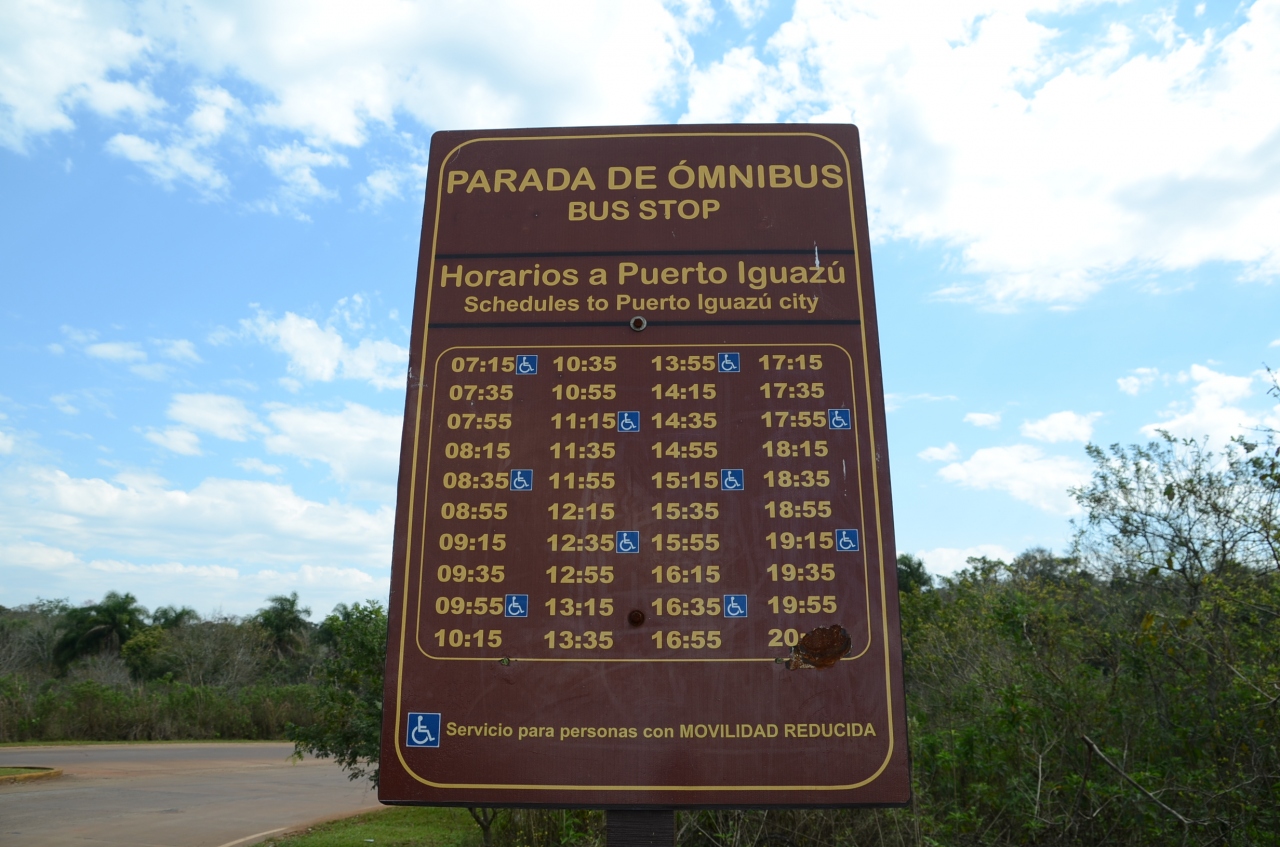 PARADA DE ÓMNIBUS
BUS STOP
Horarios a Puerto Iguazú
Schedules to Puerto Iguazú city
07:15 10:35 13:55 17:15
07:35 10:55 14:15 17:35
07:55 11:15 14:35 17:55
08:15 11:35 14:55 18:15
08:35 11:55 15:15 18:35
08:55 12:15 15:35 18:55
09:15 12:35 15:55 19:15
09:35 12:55 16:15 19:35
09:55 13:15 16:35 19:55
10:15 13:35 16:55 20
Servicio para personas con MOVILIDAD REDUCIDA